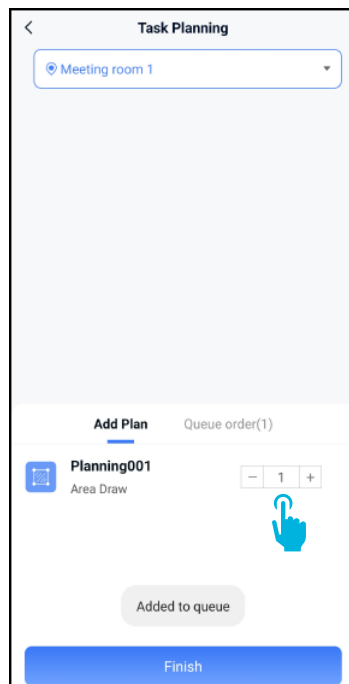 Task Planning
Meeting room 1
Add Plan Queue order(1)
Planning001
Area Draw
− 1 +
Added to queue
Finish